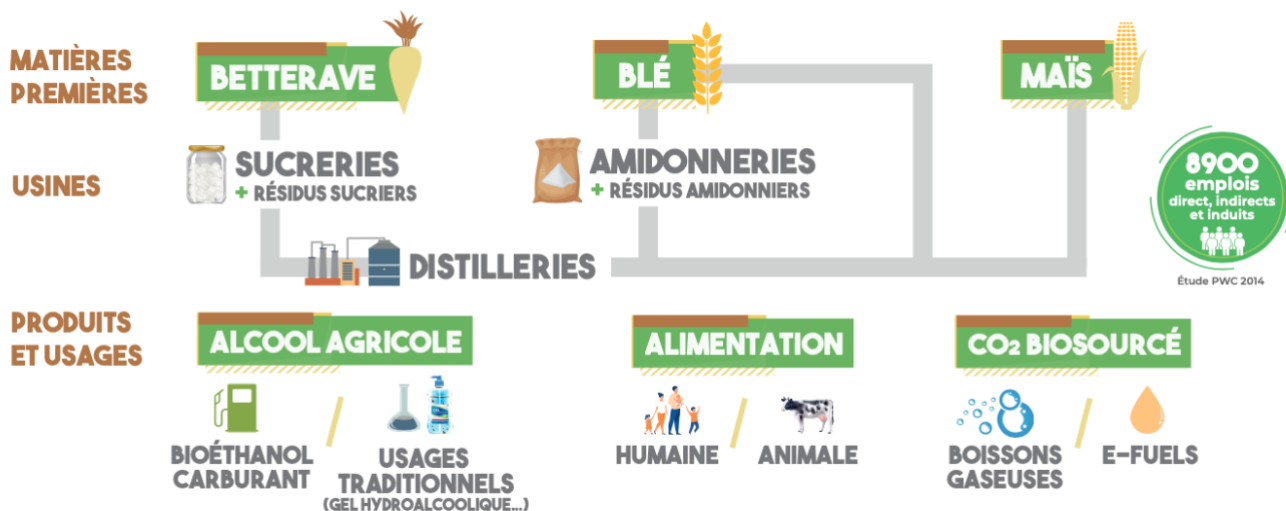 MATIÈRES
PREMIÈRES
BETTERAVE
BLÉ
MAÏS
USINES
SUCRERIES
+ RÉSIDUS SUCRIERS
AMIDONNERIES
+ RÉSIDUS AMIDONNIERS
8900
emplois
direct, indirects
et induits
Étude PWC 2014
DISTILLERIES
PRODUITS
ET USAGES
ALCOOL AGRICOLE
ALIMENTATION
CO₂ BIOSOURCÉ
BIOÉTHANOL
CARBURANT
/
USAGES
TRADITIONNELS
(GEL HYDROALCOOLIQUE...)
HUMAINE
/
ANIMALE
BOISSONS
GASEUSES
/
E-FUELS